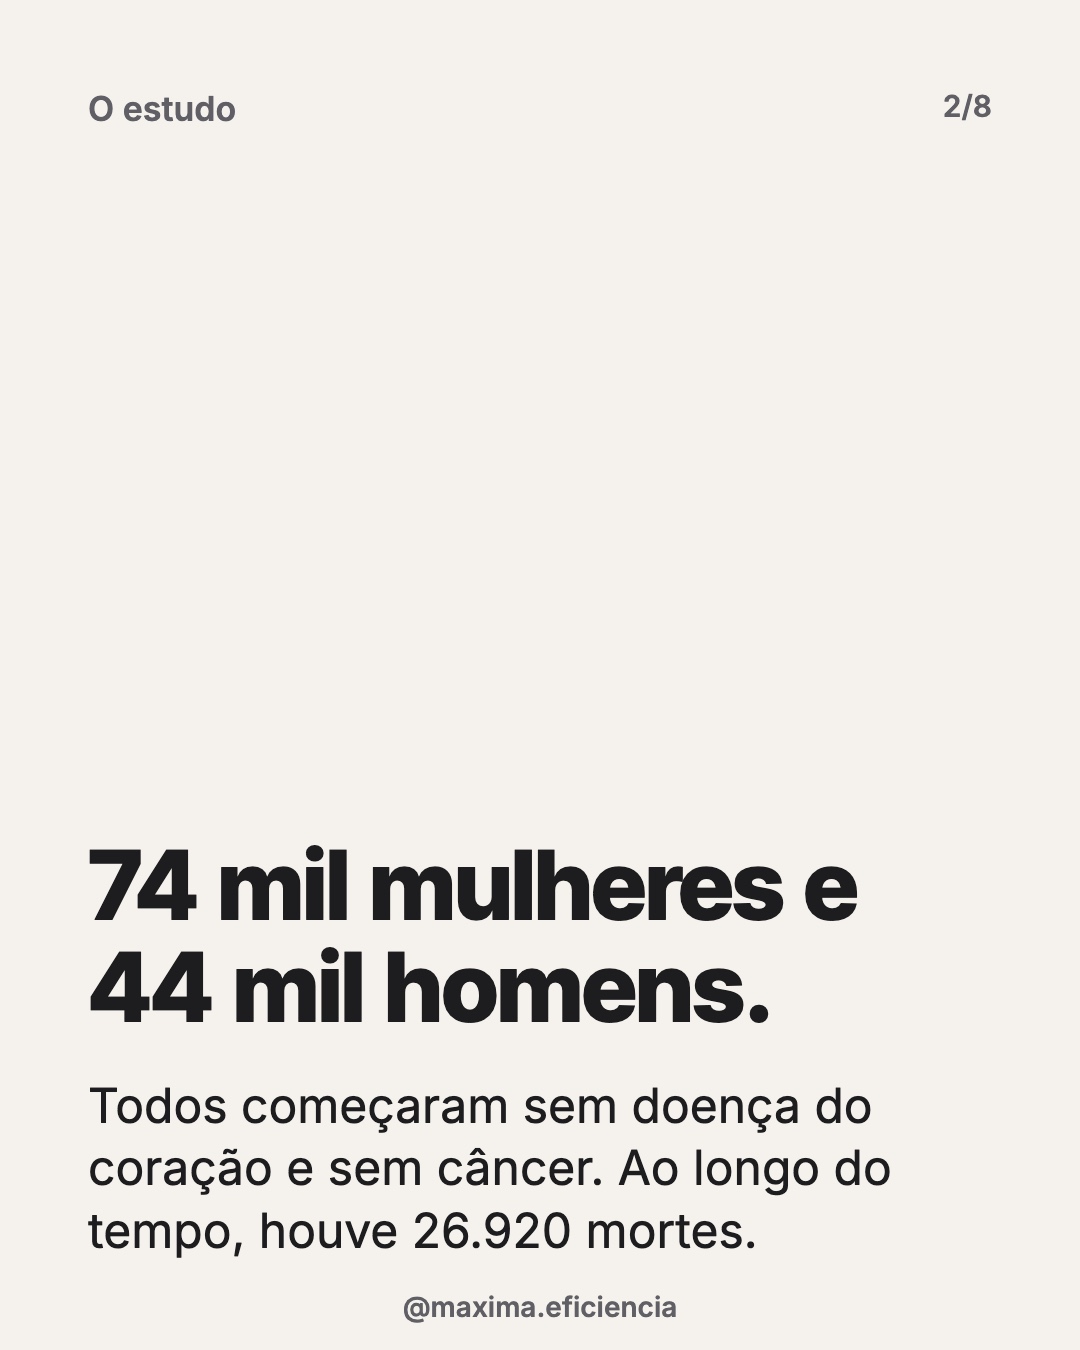 O estudo
2/8
74 mil mulheres e
44 mil homens.
Todos começaram sem doença do
coração e sem câncer. Ao longo do
tempo, houve 26.920 mortes.
@maxima.eficiencia